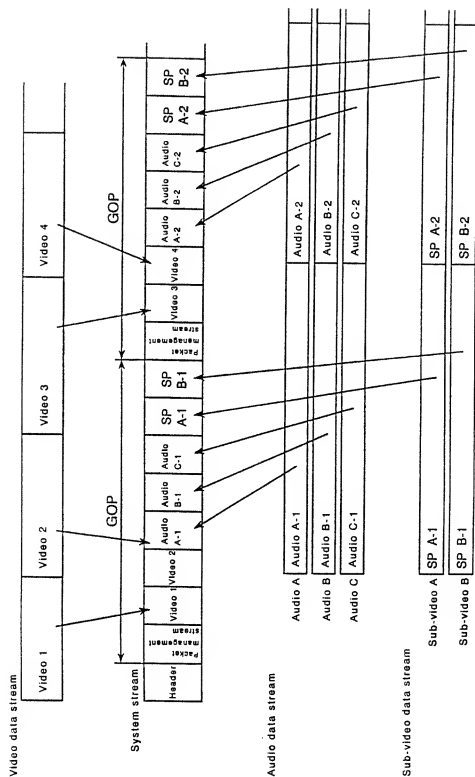 Video data stream
Video 1
Video 2
Video 3
Video 4
System stream
GOP
GOP
Header
Packet management stream
Video 1
Video 2
Audio A-1
Audio B-1
Audio C-1
SP A-1
SP B-1
Packet management stream
Video 3
Video 4
Audio A-2
Audio B-2
Audio C-2
SP A-2
SP B-2
Audio data stream
Audio A
Audio A-1
Audio A-2
Audio B
Audio B-1
Audio B-2
Audio C
Audio C-1
Audio C-2
Sub-video data stream
Sub-video A
SP A-1
SP A-2
Sub-video B
SP B-1
SP B-2